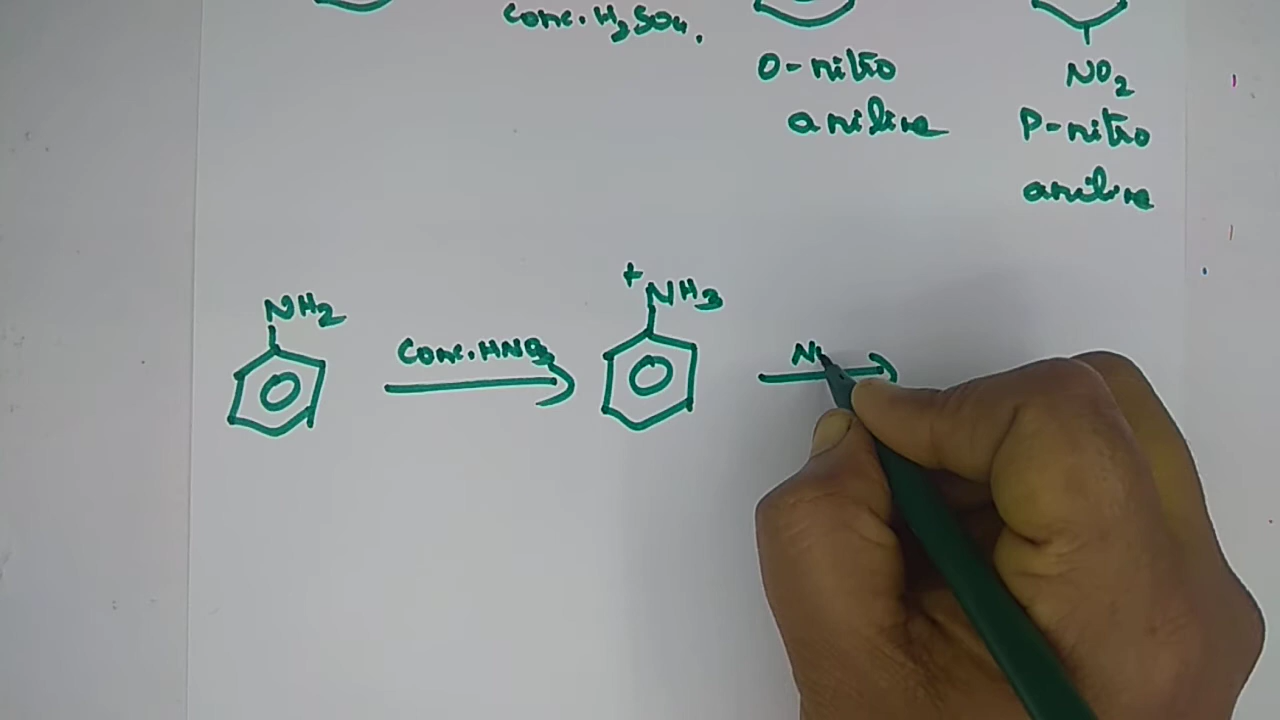 Conc. H₂SO₄.
O-nitro
aniline
NO₂
P-nitro
aniline
NH₂
Conc. HNO₃
+
NH₃
N